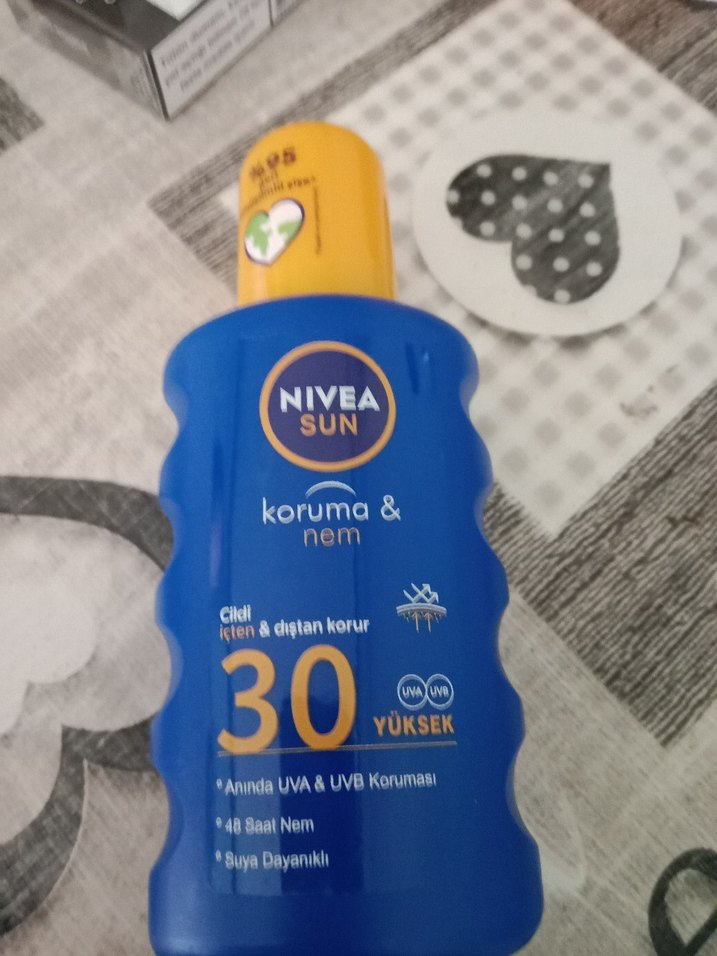 %95
NIVEA
SUN
koruma &
nem
Cildi
içten & dıştan korur
30
UVA UVB
YÜKSEK
Anında UVA & UVB Koruması
48 Saat Nem
Suya Dayanıklı